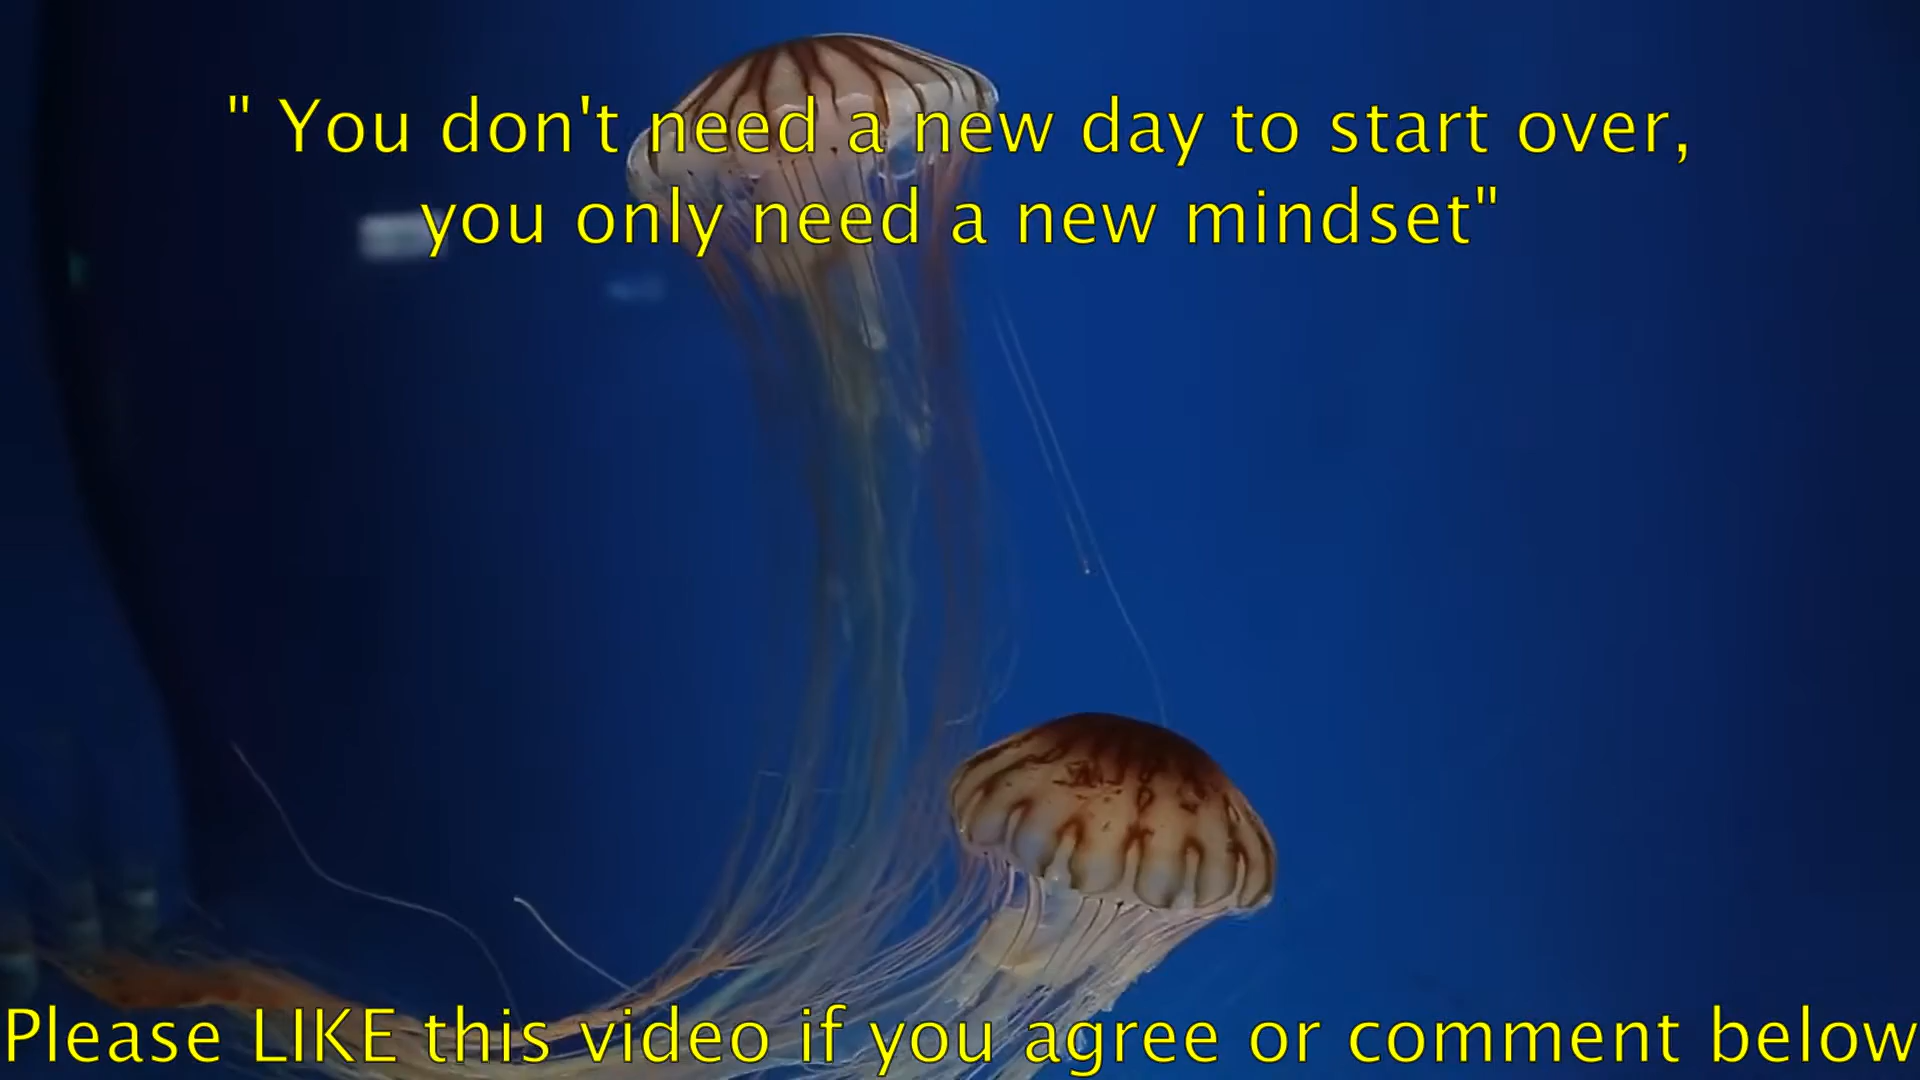 " You don't need a new day to start over,
you only need a new mindset"
Please LIKE this video if you agree or comment below